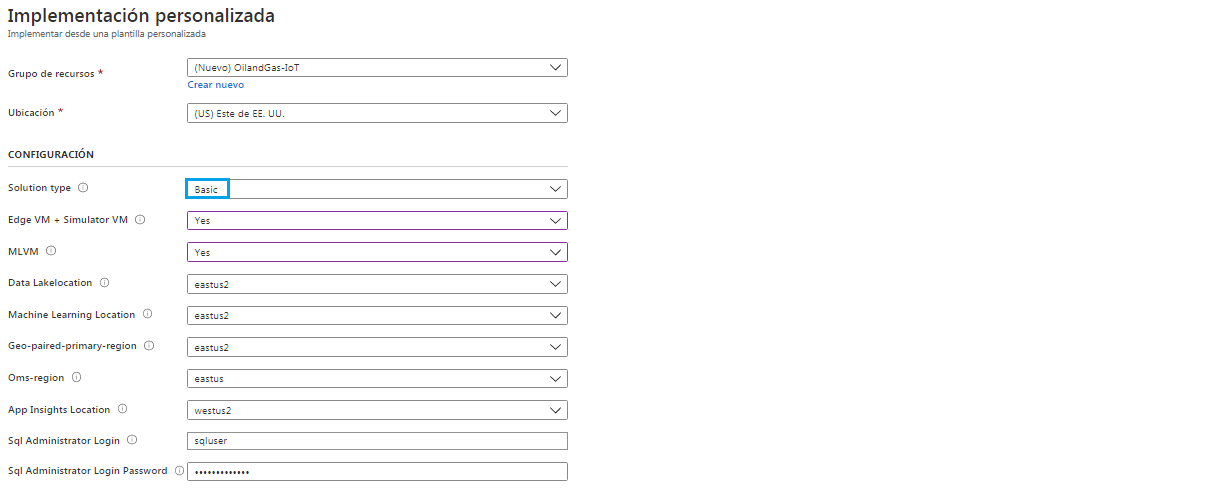 Implementación personalizada
Implementar desde una plantilla personalizada
Grupo de recursos * (Nuevo) OilandGas-IoT
Crear nuevo
Ubicación * (US) Este de EE. UU.
CONFIGURACIÓN
Solution type Basic
Edge VM + Simulator VM Yes
MLVM Yes
Data Lakelocation eastus2
Machine Learning Location eastus2
Geo-paired-primary-region eastus2
Oms-region eastus
App Insights Location westus2
Sql Administrator Login sqluser
Sql Administrator Login Password •••••••••••••